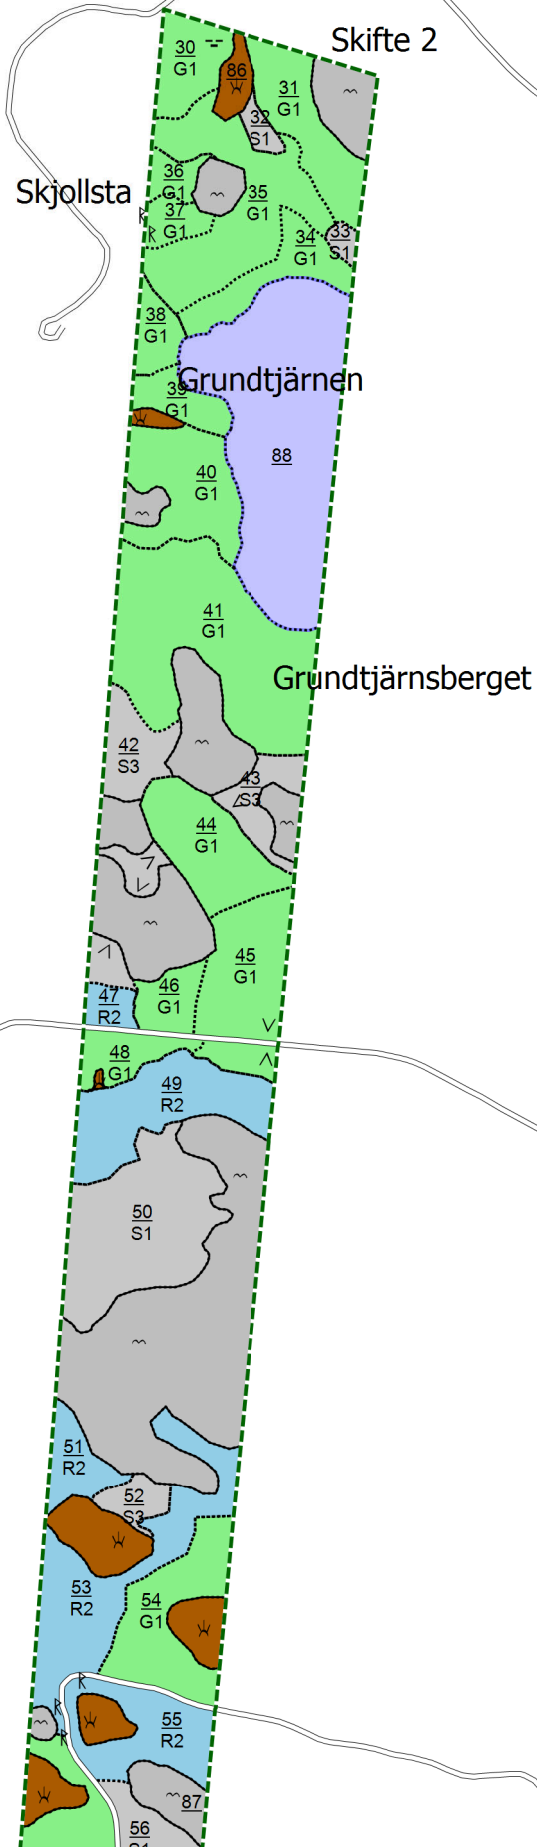 Skifte 2
30
G1
86
31
G1
32
S1
36
G1
Skjollsta
35
G1
37
G1
33
S1
34
G1
38
G1
Grundtjärnen
39
G1
88
40
G1
41
G1
Grundtjärnsberget
42
S3
43
S3
44
G1
45
G1
46
G1
47
R2
48
G1
49
R2
50
S1
51
R2
52
S3
53
R2
54
G1
55
R2
87
56
S1